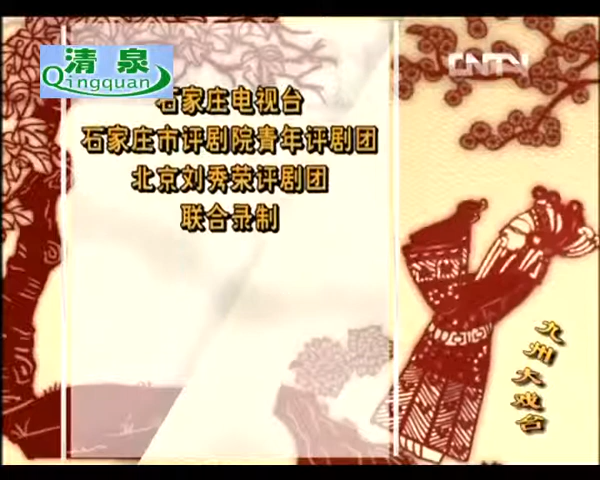 清泉
Qingquan
CNTV
石家庄电视台
石家庄市评剧院青年评剧团
北京刘秀荣评剧团
联合录制
九州大戏台